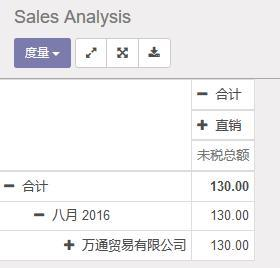 Sales Analysis
度量
合计
直销
未税总额
合计 130.00
八月 2016 130.00
万通贸易有限公司 130.00